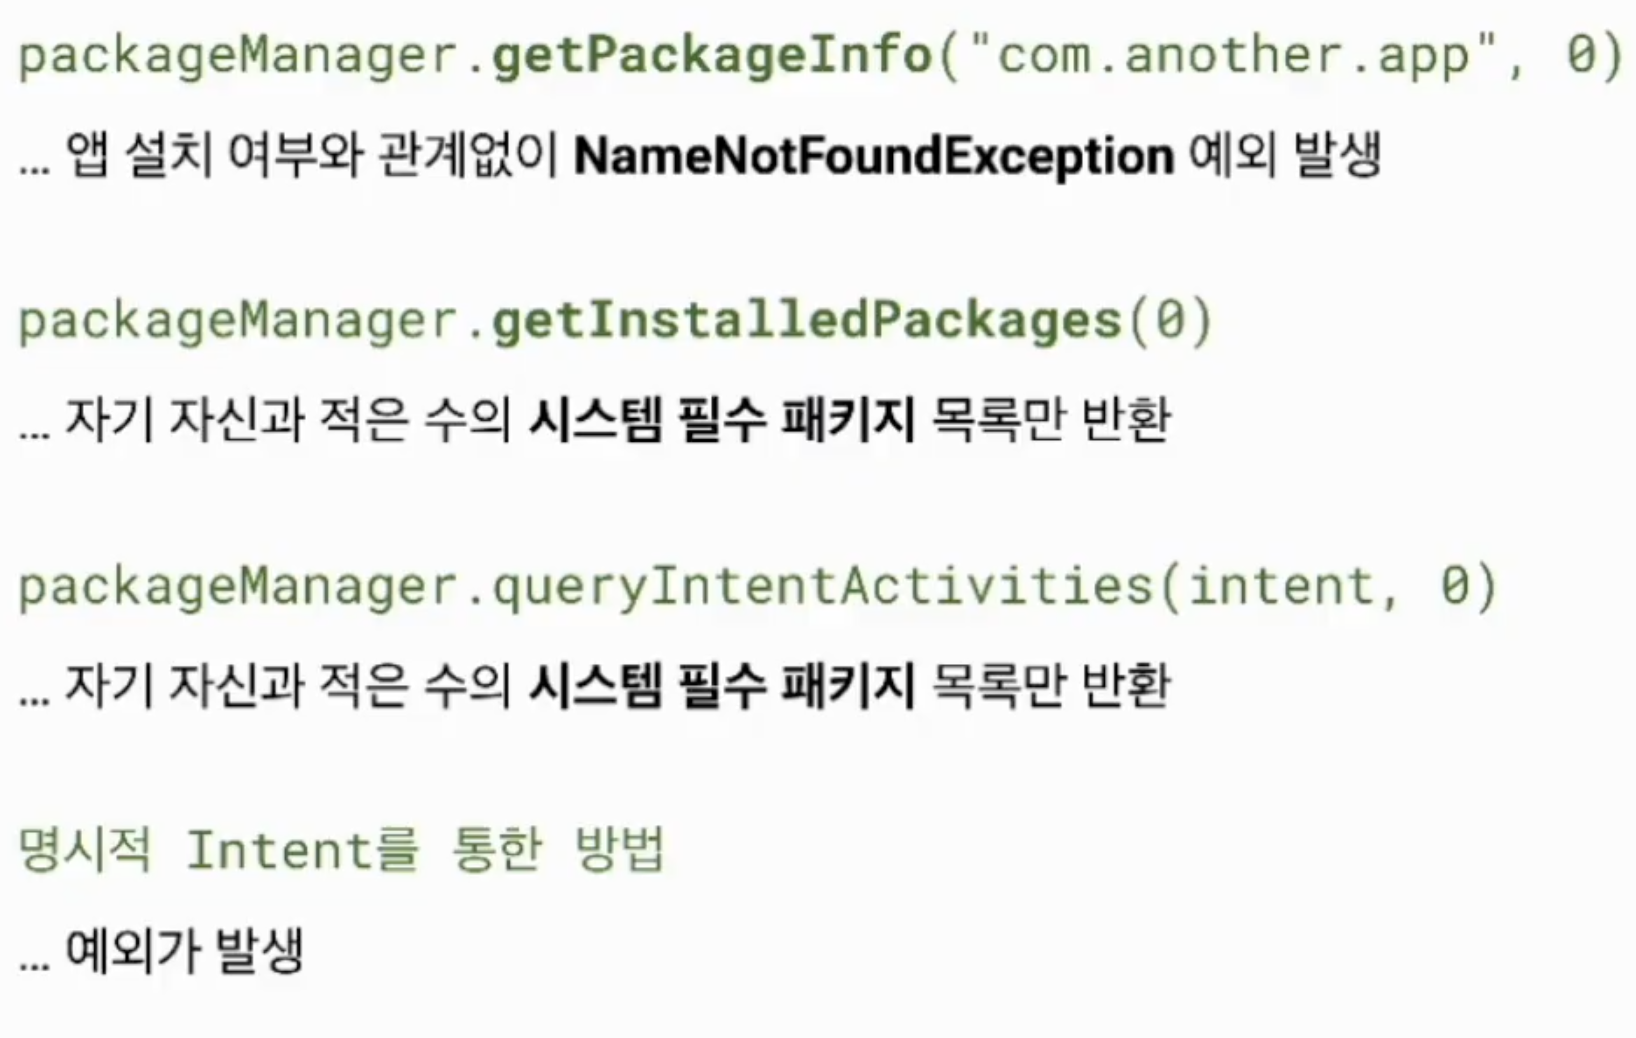 packageManager.getPackageInfo("com.another.app", 0)
... 앱 설치 여부와 관계없이 NameNotFoundException 예외 발생
packageManager.getInstalledPackages(0)
... 자기 자신과 적은 수의 시스템 필수 패키지 목록만 반환
packageManager.queryIntentActivities(intent, 0)
... 자기 자신과 적은 수의 시스템 필수 패키지 목록만 반환
명시적 Intent를 통한 방법
... 예외가 발생